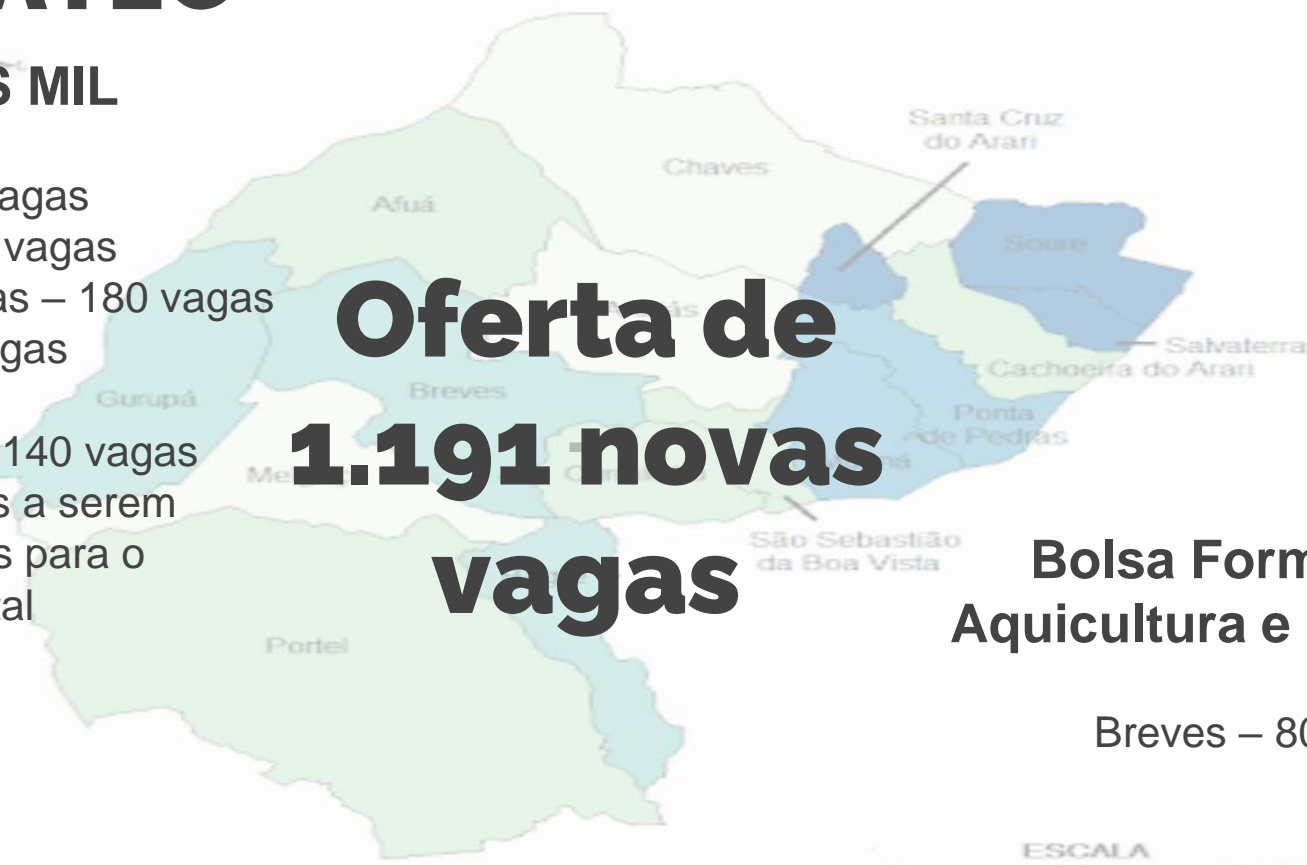 S MIL
agas
vagas
as – 180 vagas
gas
140 vagas
s a serem
s para o
tal
Oferta de
1.191 novas
vagas
Bolsa Form
Aquicultura e
Breves – 80
Santa Cruz
do Arari
Chaves
Afuá
Soure
Salvaterra
Cachoeira do Arari
Gurupá
Breves
Ponta
de Pedras
São Sebastião
da Boa Vista
Portel
ESCALA